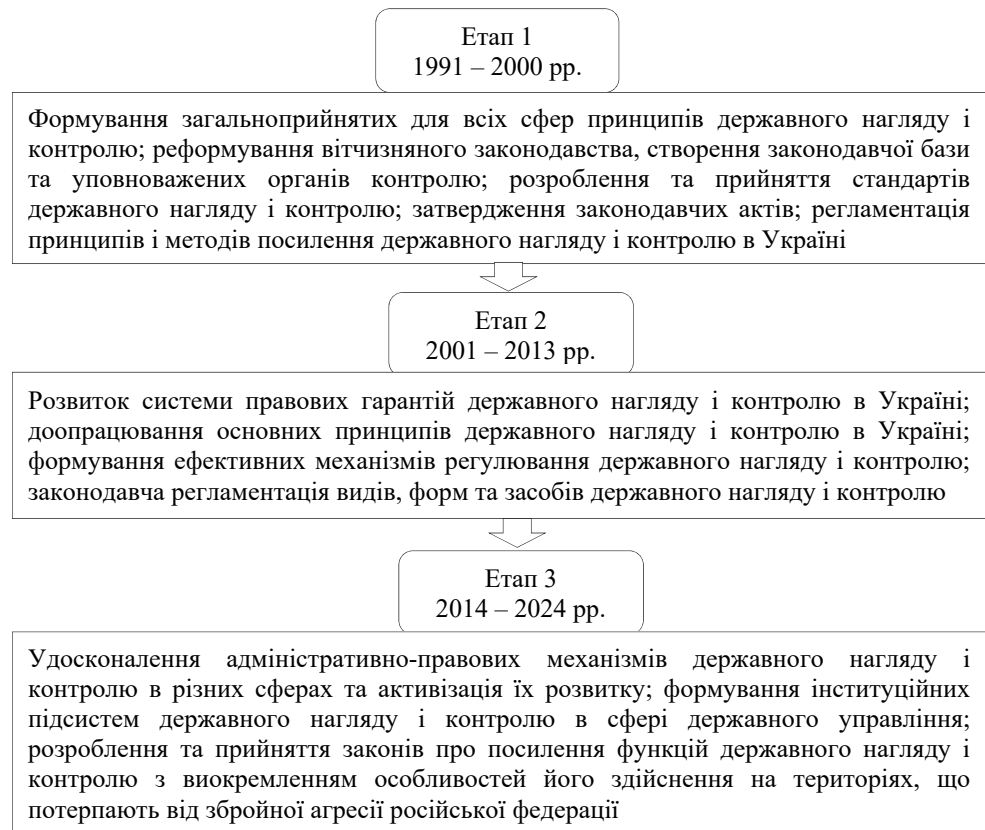 Етап 1
1991 – 2000 рр.
Формування загальноприйнятих для всіх сфер принципів державного нагляду і
контролю; реформування вітчизняного законодавства, створення законодавчої бази
та уповноважених органів контролю; розроблення та прийняття стандартів
державного нагляду і контролю; затвердження законодавчих актів; регламентація
принципів і методів посилення державного нагляду і контролю в Україні
Етап 2
2001 – 2013 рр.
Розвиток системи правових гарантій державного нагляду і контролю в Україні;
доопрацювання основних принципів державного нагляду і контролю в Україні;
формування ефективних механізмів регулювання державного нагляду і контролю;
законодавча регламентація видів, форм та засобів державного нагляду і контролю
Етап 3
2014 – 2024 рр.
Удосконалення адміністративно-правових механізмів державного нагляду і
контролю в різних сферах та активізація їх розвитку; формування інституційних
підсистем державного нагляду і контролю в сфері державного управління;
розроблення та прийняття законів про посилення функцій державного нагляду і
контролю з виокремленням особливостей його здійснення на територіях, що
потерпають від збройної агресії російської федерації